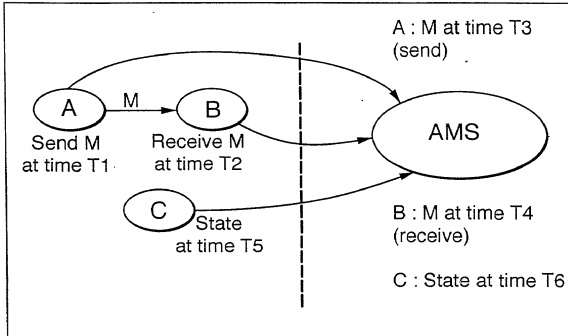 A : M at time T3
(send)
A
M
B
AMS
Send M
at time T1
Receive M
at time T2
C
State
at time T5
B : M at time T4
(receive)
C : State at time T6